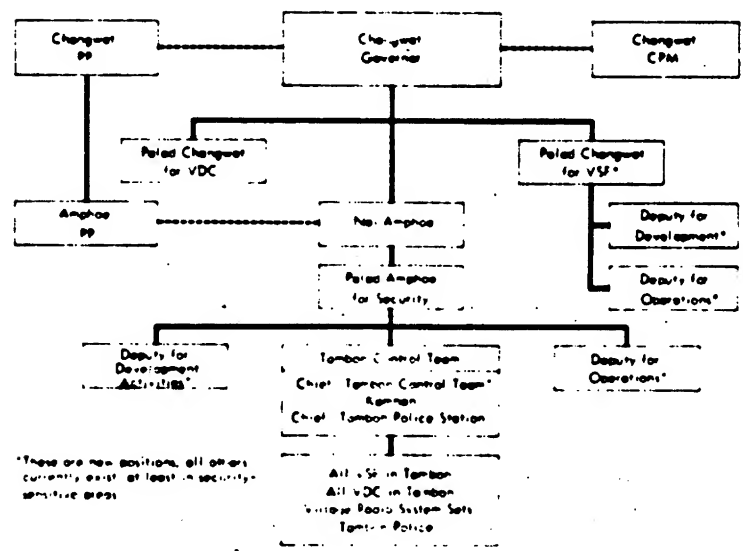 Changwat
PP
Changwat
Governor
Changwat
CPM
Palad Changwat
for VDC
Palad Changwat
for VSF*
Amphoe
PP
Nai Amphoe
Deputy for
Development*
Palad Amphoe
for Security
Deputy for
Operations*
Deputy for
Development
Activities*
Tambon Control Team
Chief, Tambon Control Team*
Kamnan
Chief, Tambon Police Station
Deputy for
Operations*
*These are new positions, all others
currently exist, at least in security-
sensitive areas
All VSF in Tambon
All VDC in Tambon
Village Radio System Sets
Tambon Police